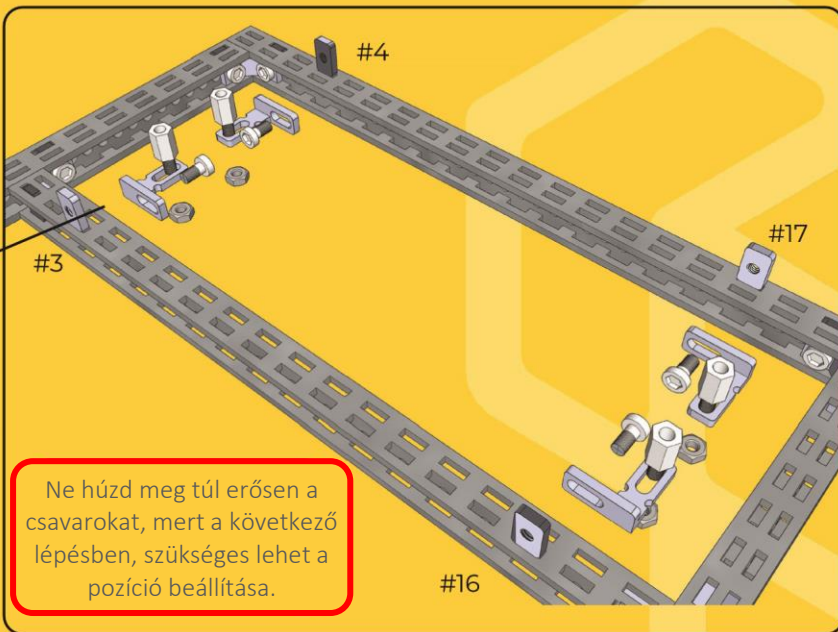 #4
#17
#3
Ne húzd meg túl erősen a
csavarokat, mert a következő
lépésben, szükséges lehet a
pozíció beállítása.
#16